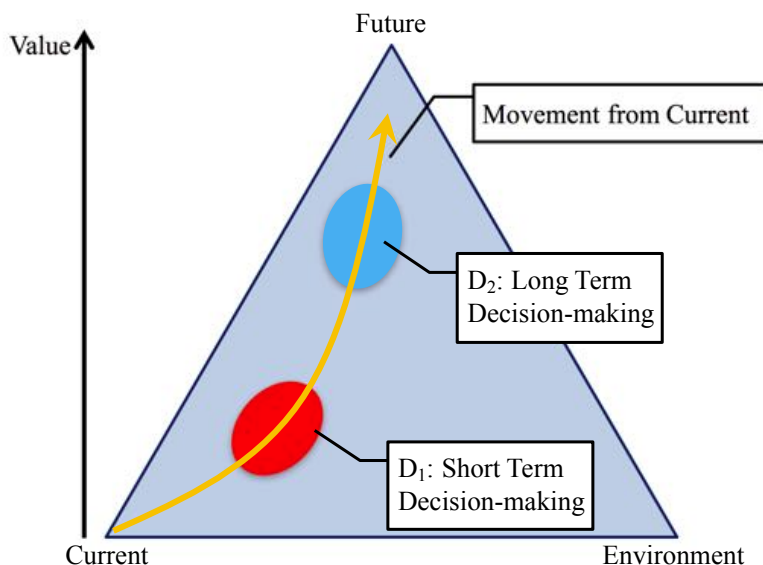 Future
Value
Movement from Current
D₂: Long Term
Decision-making
D₁: Short Term
Decision-making
Current
Environment